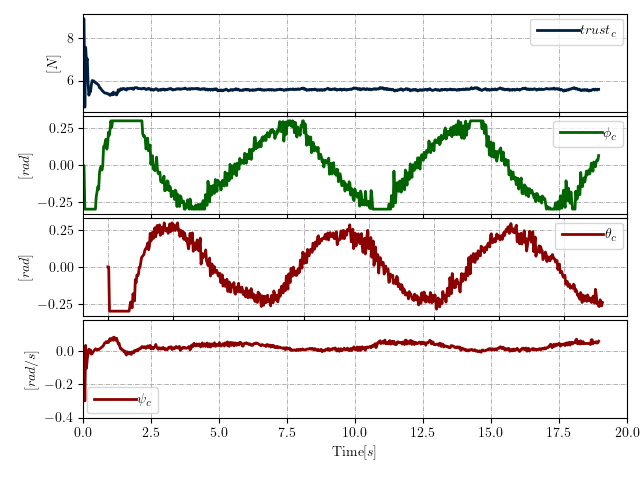 trust_c
8
6
[N]
ϕ_c
0.25
0.00
−0.25
[rad]
θ_c
0.25
0.00
−0.25
[rad]
0.0
−0.2
−0.4
[rad/s]
ψ_c
0.0 2.5 5.0 7.5 10.0 12.5 15.0 17.5 20.0
Time[s]